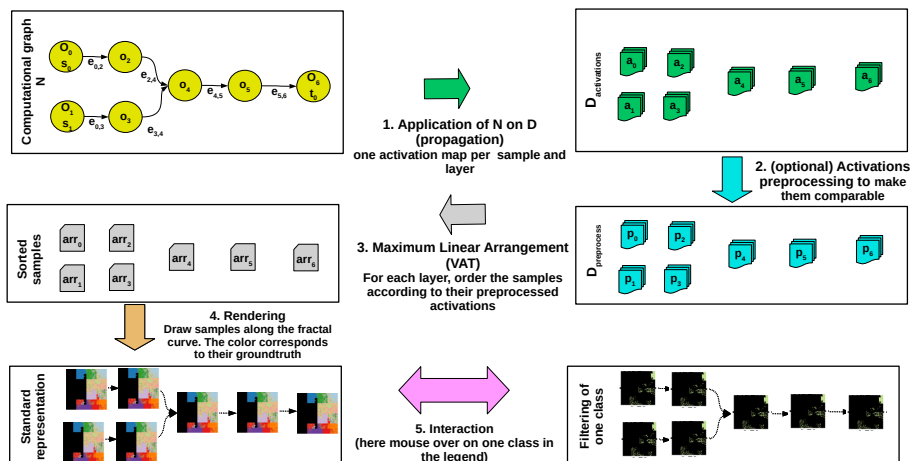 Computational graph
N
O0
s0
e0,2
o2
e2,4
o4
e4,5
o5
e5,6
O6
t0
O1
s1
e0,3
o3
e3,4
1. Application of N on D
(propagation)
one activation map per sample and
layer
Dactivations
a0
a2
a4
a5
a6
a1
a3
2. (optional) Activations
preprocessing to make
them comparable
Dpreprocess
p0
p2
p4
p5
p6
p1
p3
3. Maximum Linear Arrangement
(VAT)
For each layer, order the samples
according to their preprocessed
activations
Sorted
samples
arr0
arr2
arr4
arr5
arr6
arr1
arr3
4. Rendering
Draw samples along the fractal
curve. The color corresponds
to their groundtruth
Standard
representation
5. Interaction
(here mouse over on one class in
the legend)
Filtering of
one class